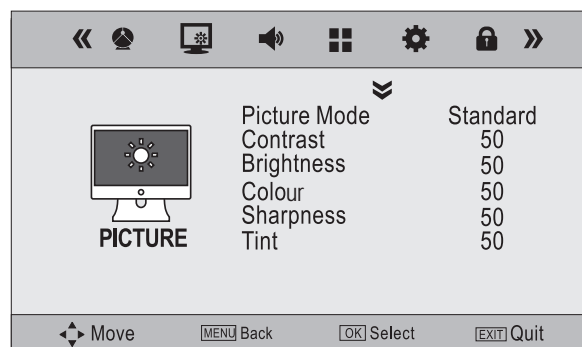 Picture Mode Standard
Contrast 50
Brightness 50
Colour 50
Sharpness 50
Tint 50
PICTURE
Move MENU Back OK Select EXIT Quit